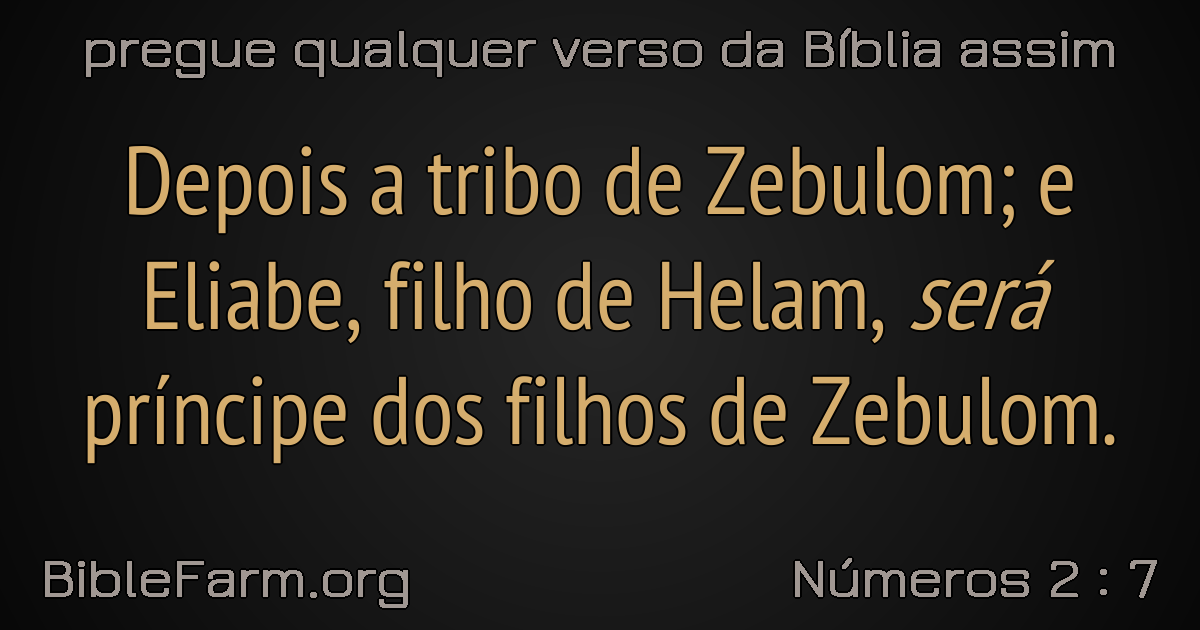 pregue qualquer verso da Bíblia assim
Depois a tribo de Zebulom; e
Eliabe, filho de Helam, será
príncipe dos filhos de Zebulom.
BibleFarm.org
Números 2 : 7